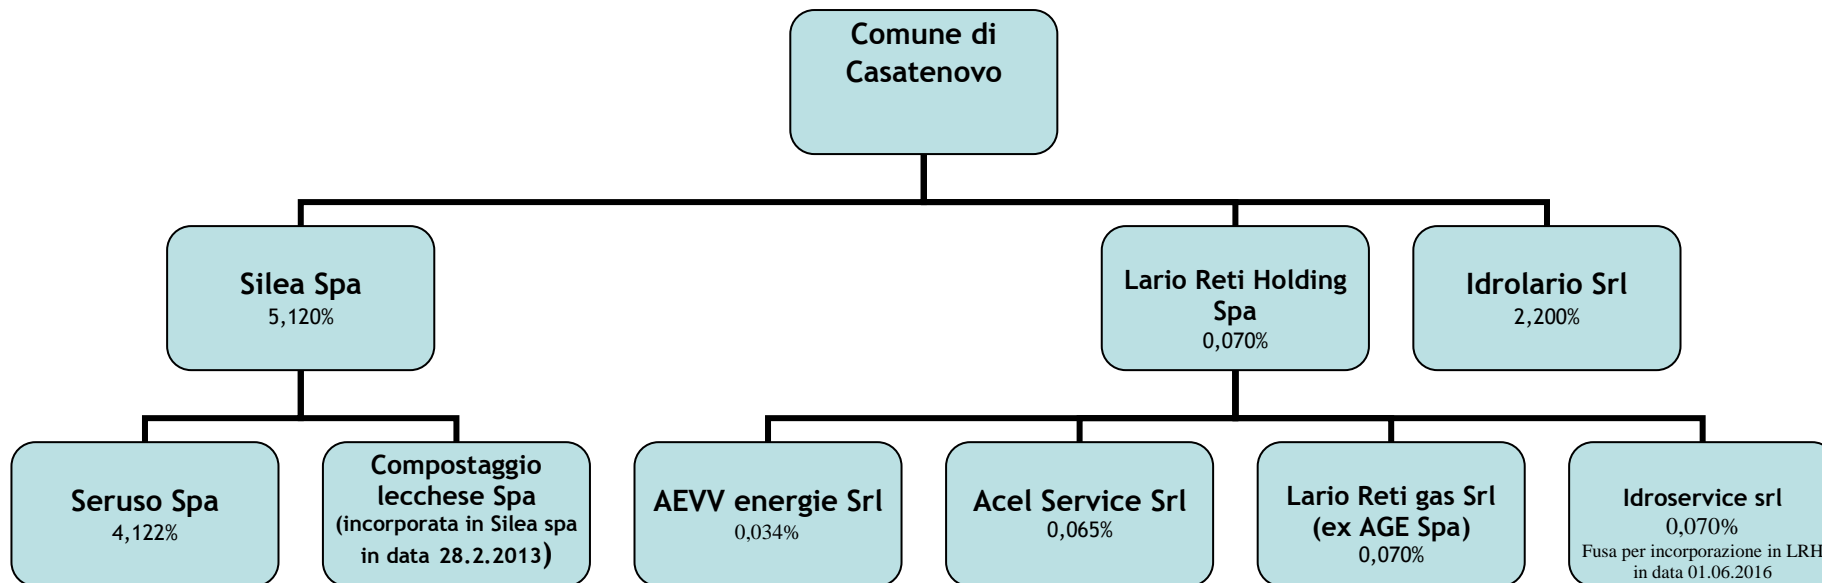 Comune di
Casatenovo
Silea Spa
5,120%
Lario Reti Holding
Spa
0,070%
Idrolario Srl
2,200%
Seruso Spa
4,122%
Compostaggio
lecchese Spa
(incorporata in Silea spa
in data 28.2.2013)
AEVV energie Srl
0,034%
Acel Service Srl
0,065%
Lario Reti gas Srl
(ex AGE Spa)
0,070%
Idroservice srl
0,070%
Fusa per incorporazione in LRH
in data 01.06.2016